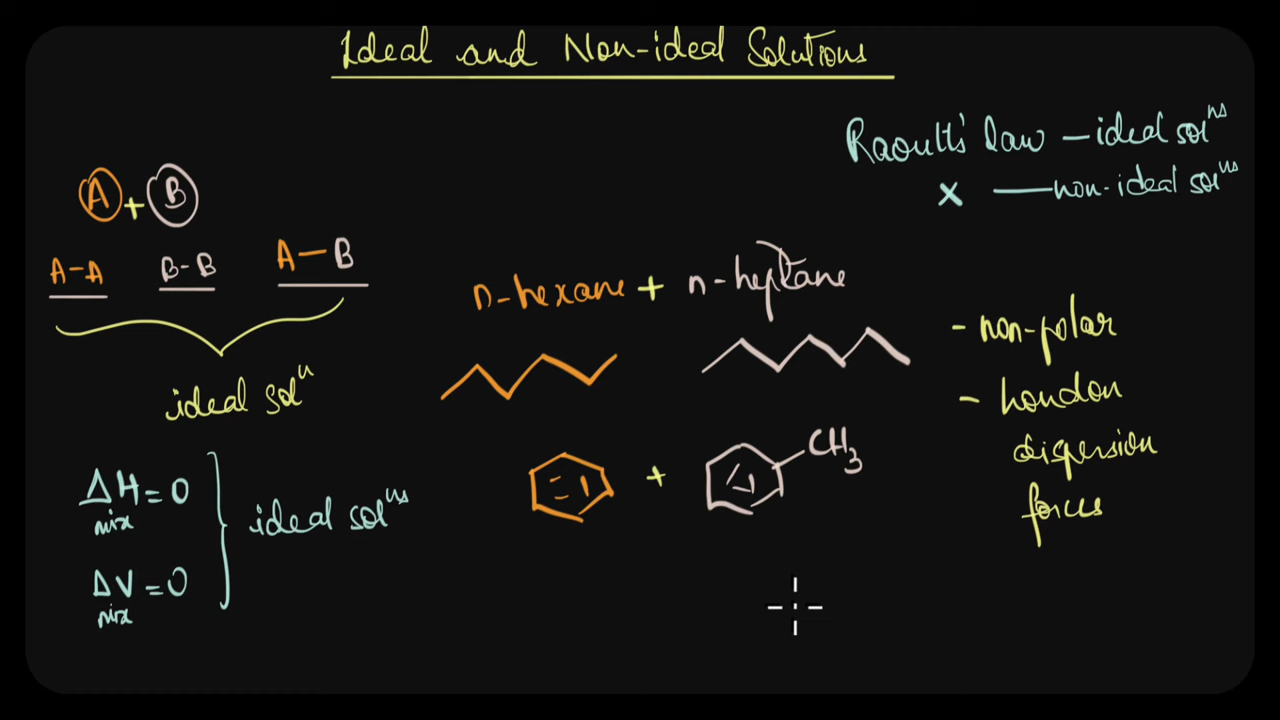 Ideal and Non-ideal Solutions
Raoult's law — ideal solⁿˢ
× — non-ideal solⁿˢ
A + B
A-A B-B A-B
ideal solⁿ
n-hexane + n-heptane
- non-polar
- London
dispersion
forces
+ CH₃
ΔH = 0
mix
ideal solⁿˢ
ΔV = 0
mix